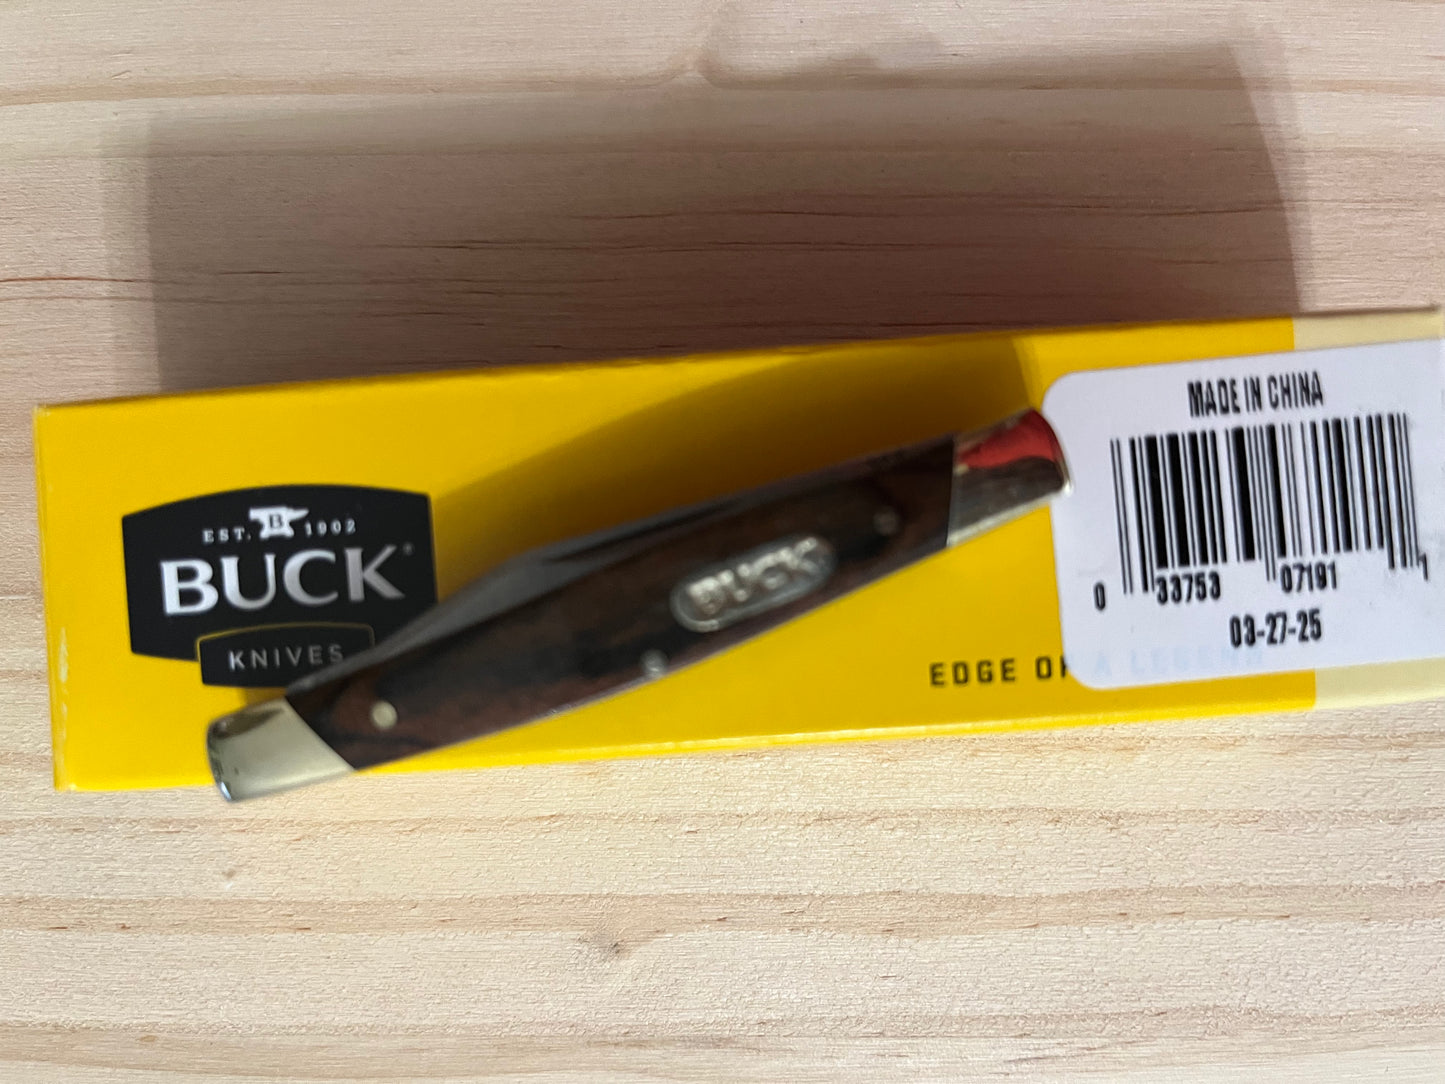 EST. B 1902
BUCK
KNIVES
BUCK
EDGE OF A LEGEND
MADE IN CHINA
0 33753 07191 1
03-27-25